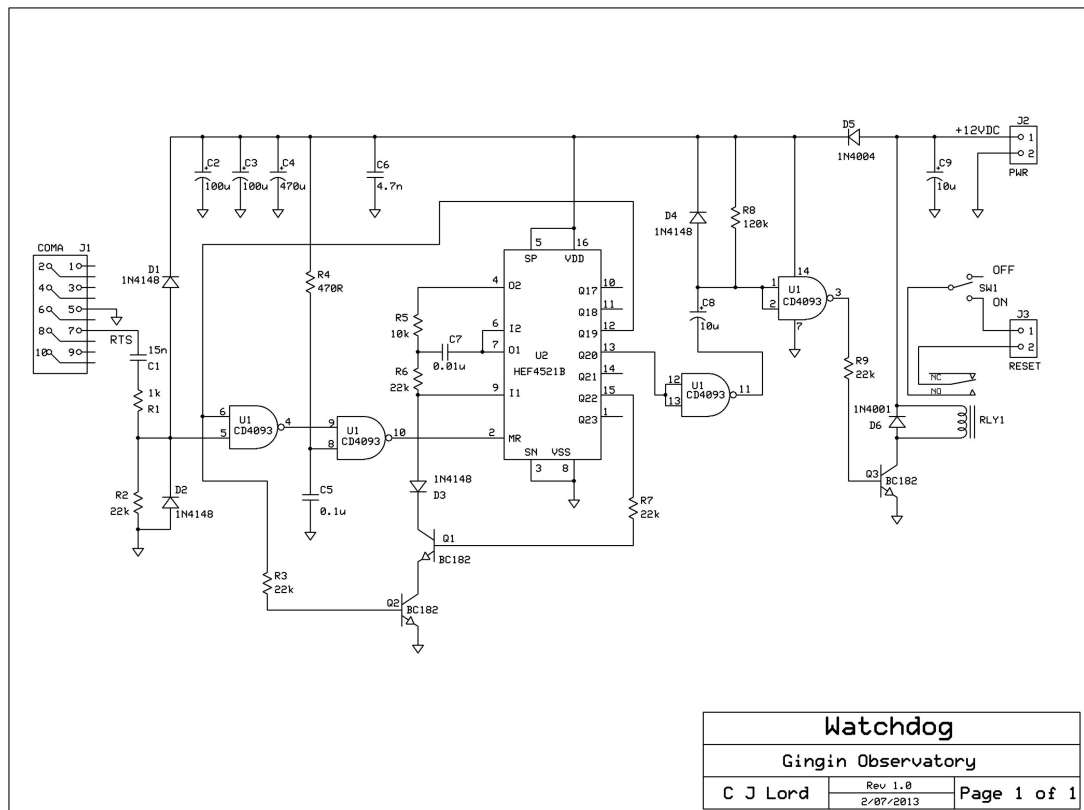 D5
1N4004
+12VDC
J2
1
2
PWR
C2
100u
C3
100u
C4
470u
C6
4.7n
C9
10u
D4
1N4148
R8
120k
COMA J1
2 1
4 3
6 5
8 7
10 9
RTS
D1
1N4148
15n
C1
1k
R1
R2
22k
D2
1N4148
R4
470R
R5
10k
R6
22k
C7
0.01u
5
SP
16
VDD
4 O2
6 I2
7 O1
9 I1
2 MR
U2
HEF4521B
Q17 10
Q18 11
Q19 12
Q20 13
Q21 14
Q22 15
Q23 1
SN VSS
3 8
6
5
U1
CD4093
4
9
8
U1
CD4093
10
C5
0.1u
1N4148
D3
R7
22k
Q1
BC182
R3
22k
Q2
BC182
C8
10u
12
13
U1
CD4093
11
14
1
2
U1
CD4093
3
7
R9
22k
OFF
SW1
ON
J3
1
2
RESET
NC
NO
1N4001
D6
RLY1
Q3
BC182
Watchdog
Gingin Observatory
C J Lord
Rev 1.0
2/07/2013
Page 1 of 1